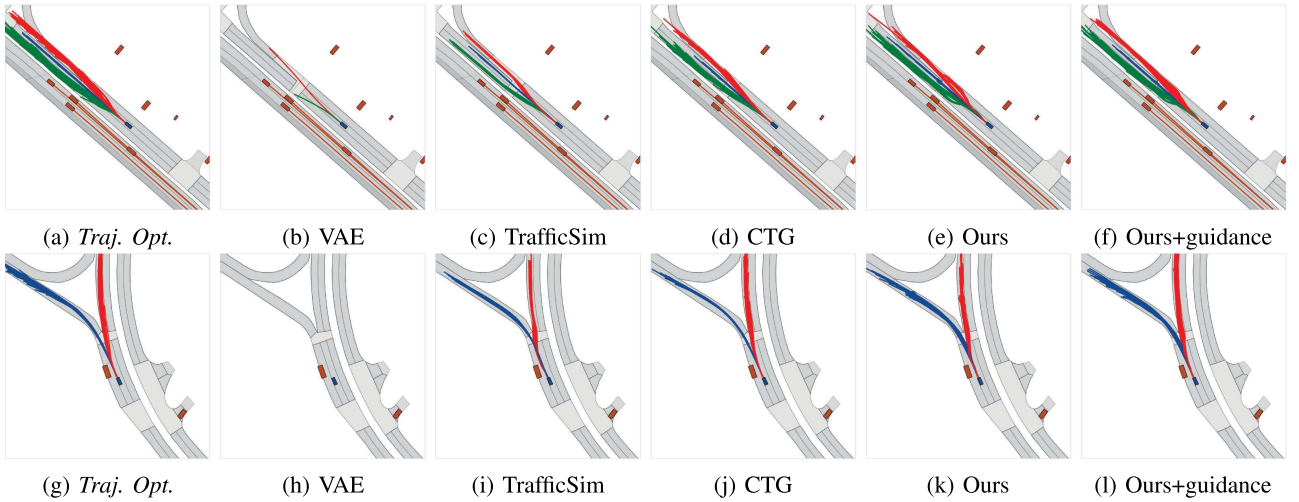 (a) Traj. Opt. (b) VAE (c) TrafficSim (d) CTG (e) Ours (f) Ours+guidance
(g) Traj. Opt. (h) VAE (i) TrafficSim (j) CTG (k) Ours (l) Ours+guidance